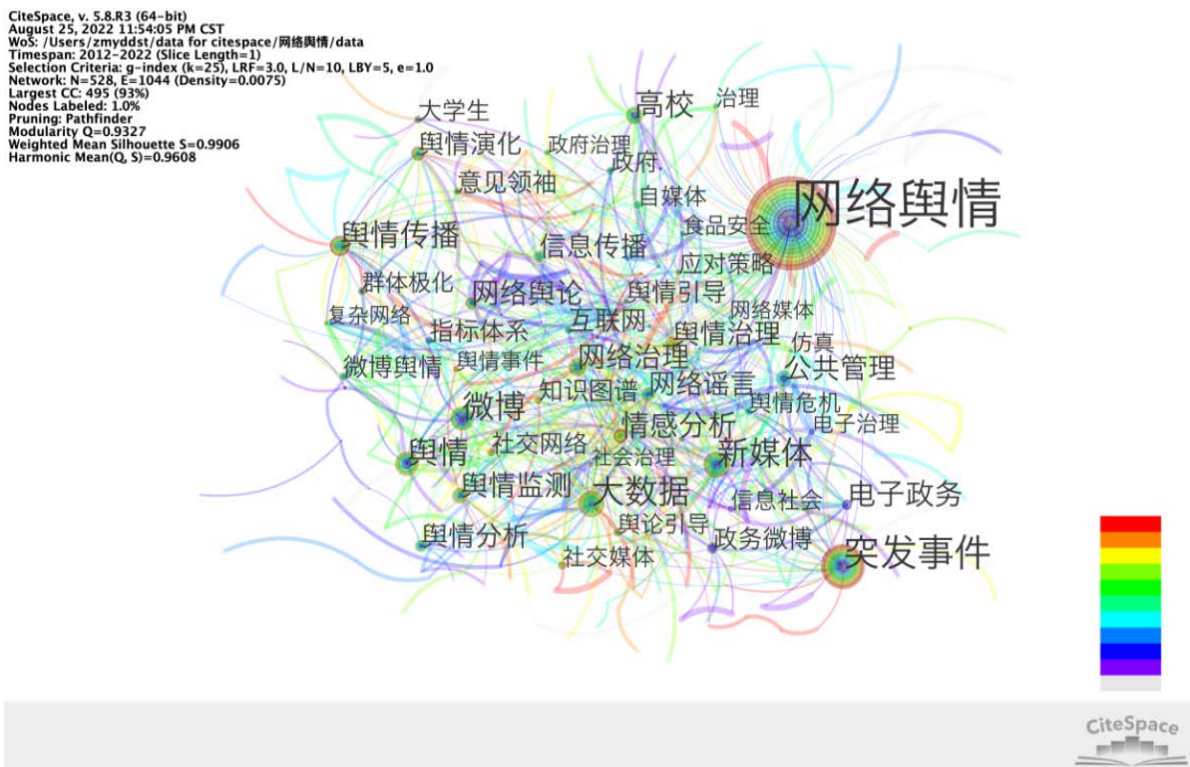 CiteSpace, v. 5.8.R3 (64-bit)
August 25, 2022 11:54:05 PM CST
WoS: /Users/zmyddst/data for citespace/网络舆情/data
Timespan: 2012-2022 (Slice Length=1)
Selection Criteria: g-index (k=25), LRF=3.0, L/N=10, LBY=5, e=1.0
Network: N=528, E=1044 (Density=0.0075)
Largest CC: 495 (93%)
Nodes Labeled: 1.0%
Pruning: Pathfinder
Modularity Q=0.9327
Weighted Mean Silhouette S=0.9906
Harmonic Mean(Q, S)=0.9608
大学生
高校
治理
舆情演化
政府治理
政府
意见领袖
自媒体
网络舆情
食品安全
舆情传播
信息传播
应对策略
群体极化
网络舆论
舆情引导
复杂网络
互联网
网络媒体
指标体系
舆情治理
仿真
微博舆情
舆情事件
网络治理
公共管理
知识图谱
网络谣言
微博
舆情危机
情感分析
电子治理
舆情
社交网络
社会治理
新媒体
舆情监测
大数据
信息社会
电子政务
舆情分析
舆论引导
政务微博
社交媒体
突发事件
CiteSpace